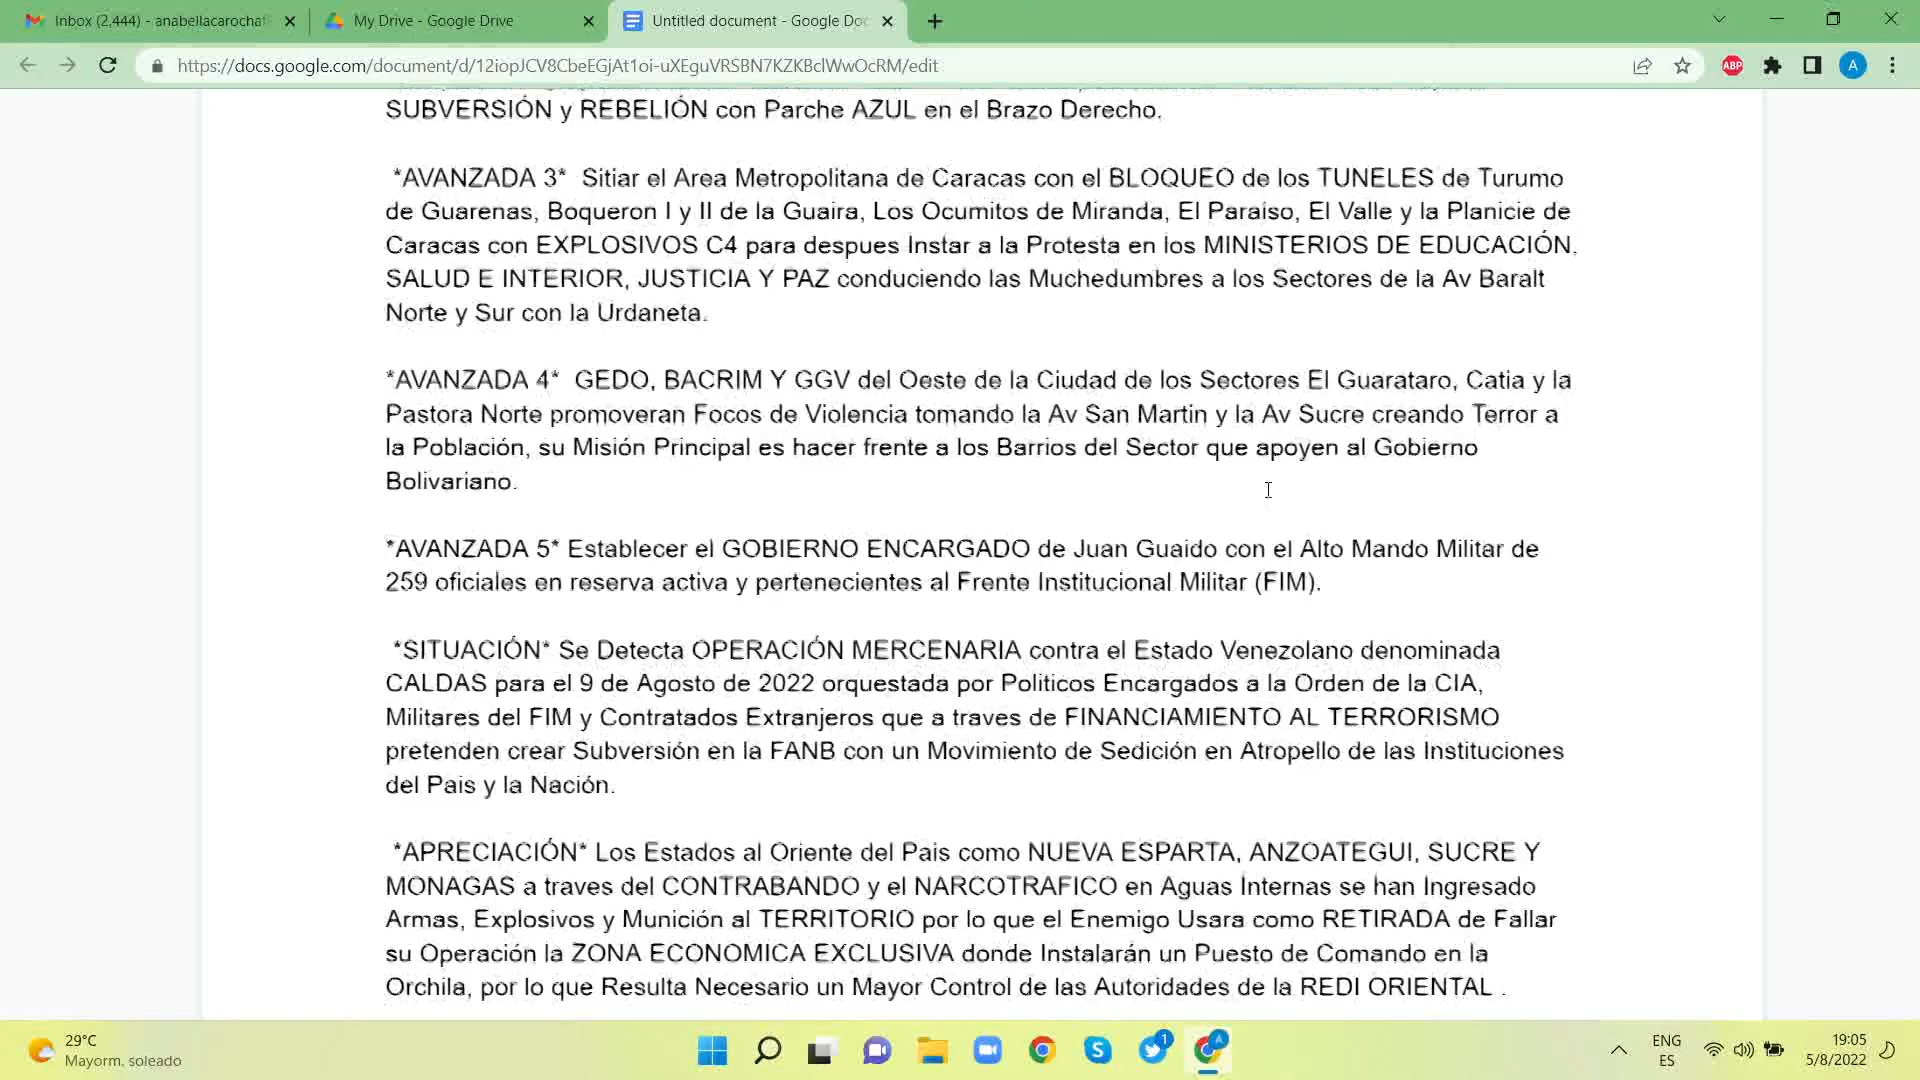 Inbox (2,444) - anabellacarochaf
My Drive - Google Drive
Untitled document - Google Doc
https://docs.google.com/document/d/12iopJCV8CbeEGjAt1oi-uXEguVRSBN7KZKBclWwOcRM/edit
ABP
A
SUBVERSIÓN y REBELIÓN con Parche AZUL en el Brazo Derecho.
*AVANZADA 3* Sitiar el Area Metropolitana de Caracas con el BLOQUEO de los TUNELES de Turumo
de Guarenas, Boqueron I y II de la Guaira, Los Ocumitos de Miranda, El Paraiso, El Valle y la Planicie de
Caracas con EXPLOSIVOS C4 para despues Instar a la Protesta en los MINISTERIOS DE EDUCACIÓN,
SALUD E INTERIOR, JUSTICIA Y PAZ conduciendo las Muchedumbres a los Sectores de la Av Baralt
Norte y Sur con la Urdaneta.
*AVANZADA 4* GEDO, BACRIM Y GGV del Oeste de la Ciudad de los Sectores El Guarataro, Catia y la
Pastora Norte promoveran Focos de Violencia tomando la Av San Martin y la Av Sucre creando Terror a
la Población, su Misión Principal es hacer frente a los Barrios del Sector que apoyen al Gobierno
Bolivariano.
*AVANZADA 5* Establecer el GOBIERNO ENCARGADO de Juan Guaido con el Alto Mando Militar de
259 oficiales en reserva activa y pertenecientes al Frente Institucional Militar (FIM).
*SITUACIÓN* Se Detecta OPERACIÓN MERCENARIA contra el Estado Venezolano denominada
CALDAS para el 9 de Agosto de 2022 orquestada por Politicos Encargados a la Orden de la CIA,
Militares del FIM y Contratados Extranjeros que a traves de FINANCIAMIENTO AL TERRORISMO
pretenden crear Subversión en la FANB con un Movimiento de Sedición en Atropello de las Instituciones
del Pais y la Nación.
*APRECIACIÓN* Los Estados al Oriente del Pais como NUEVA ESPARTA, ANZOATEGUI, SUCRE Y
MONAGAS a traves del CONTRABANDO y el NARCOTRAFICO en Aguas Internas se han Ingresado
Armas, Explosivos y Munición al TERRITORIO por lo que el Enemigo Usara como RETIRADA de Fallar
su Operación la ZONA ECONOMICA EXCLUSIVA donde Instalarán un Puesto de Comando en la
Orchila, por lo que Resulta Necesario un Mayor Control de las Autoridades de la REDI ORIENTAL .
29°C
Mayorm. soleado
1
A
ENG
ES
19:05
5/8/2022